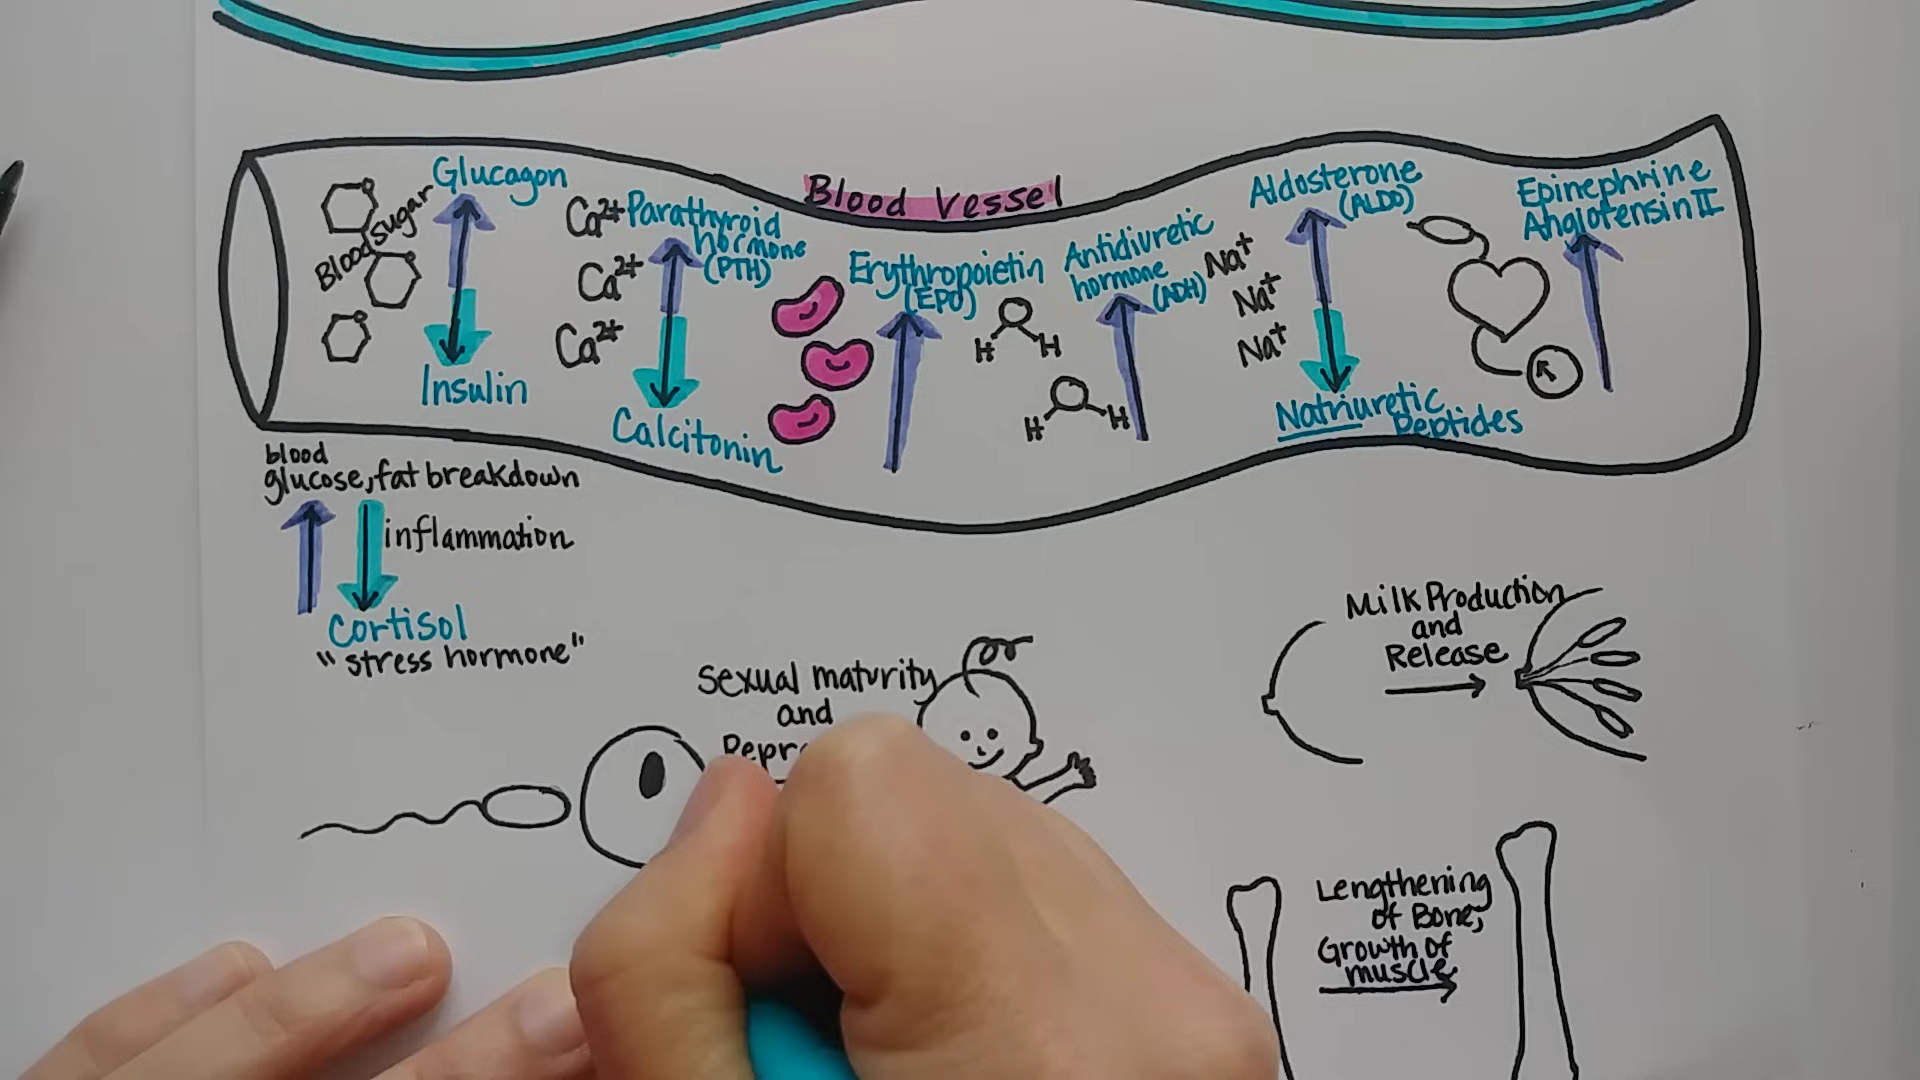 Blood Vessel
Glucagon
Blood Sugar
Insulin
Ca2+
Ca2+
Ca2+
Parathyroid
hormone
(PTH)
Calcitonin
Erythropoietin
(EPO)
H
H
H
H
Antidiuretic
hormone
(ADH)
Aldosterone
(ALDO)
Na+
Na+
Na+
Natriuretic
Peptides
Epinephrine
Angiotensin II
blood
glucose, fat breakdown
inflammation
Cortisol
"stress hormone"
Sexual maturity
and
Milk Production
and
Release
Lengthening
of Bone,
Growth of
muscle